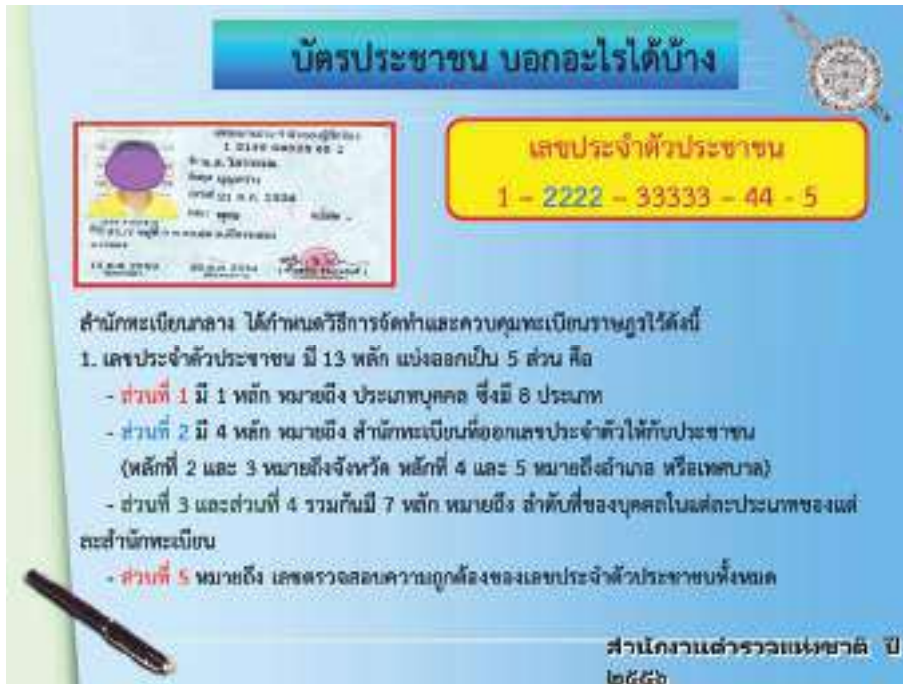 บัตรประชาชน บอกอะไรได้บ้าง
เลขประจำตัวประชาชน
1 - 2222 - 33333 - 44 - 5
สำนักทะเบียนกลาง ได้กำหนดวิธีการจัดทำและควบคุมทะเบียนราษฎรไว้ดังนี้
1. เลขประจำตัวประชาชน มี 13 หลัก แบ่งออกเป็น 5 ส่วน คือ
- ส่วนที่ 1 มี 1 หลัก หมายถึง ประเภทบุคคล ซึ่งมี 8 ประเภท
- ส่วนที่ 2 มี 4 หลัก หมายถึง สำนักทะเบียนที่ออกเลขประจำตัวให้กับประชาชน
(หลักที่ 2 และ 3 หมายถึงจังหวัด หลักที่ 4 และ 5 หมายถึงอำเภอ หรือเทศบาล)
- ส่วนที่ 3 และส่วนที่ 4 รวมกันมี 7 หลัก หมายถึง ลำดับที่ของบุคคลในแต่ละประเภทของแต่
ละสำนักทะเบียน
- ส่วนที่ 5 หมายถึง เลขตรวจสอบความถูกต้องของเลขประจำตัวประชาชนทั้งหมด
สำนักงานตำรวจแห่งชาติ ปี
๒๕๕๖